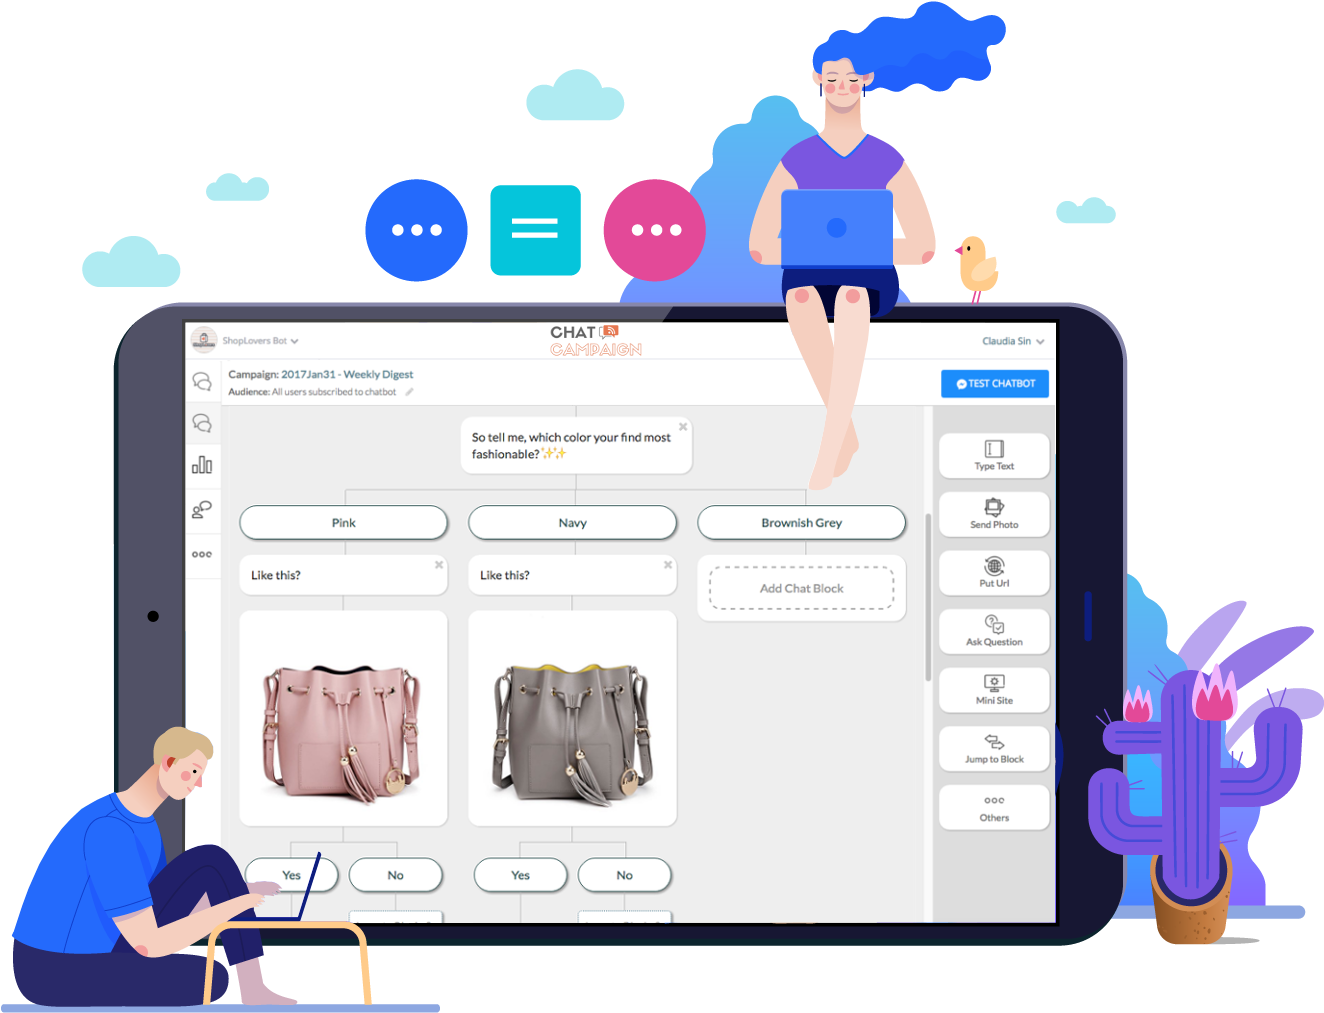 ShopLovers Bot
CHAT
CAMPAIGN
Claudia Sin
Campaign: 2017Jan31 - Weekly Digest
Audience: All users subscribed to chatbot
TEST CHATBOT
So tell me, which color your find most
fashionable?✨✨
Pink
Navy
Brownish Grey
Like this?
Like this?
Add Chat Block
Yes
No
Yes
No
Type Text
Send Photo
Put Url
Ask Question
Mini Site
Jump to Block
Others